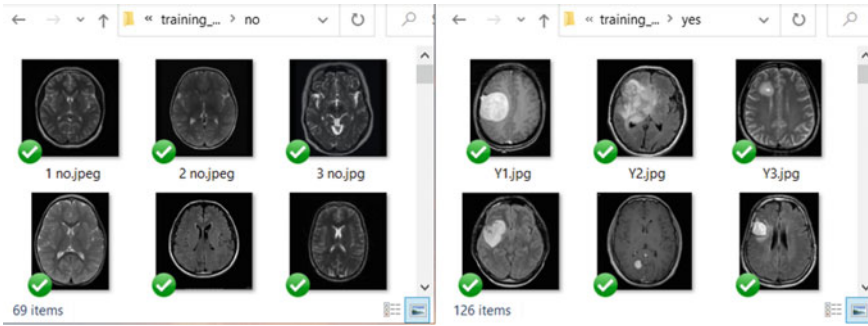 « training_... > no
1 no.jpeg
2 no.jpeg
3 no.jpeg
69 items
« training_... > yes
Y1.jpg
Y2.jpg
Y3.jpg
126 items